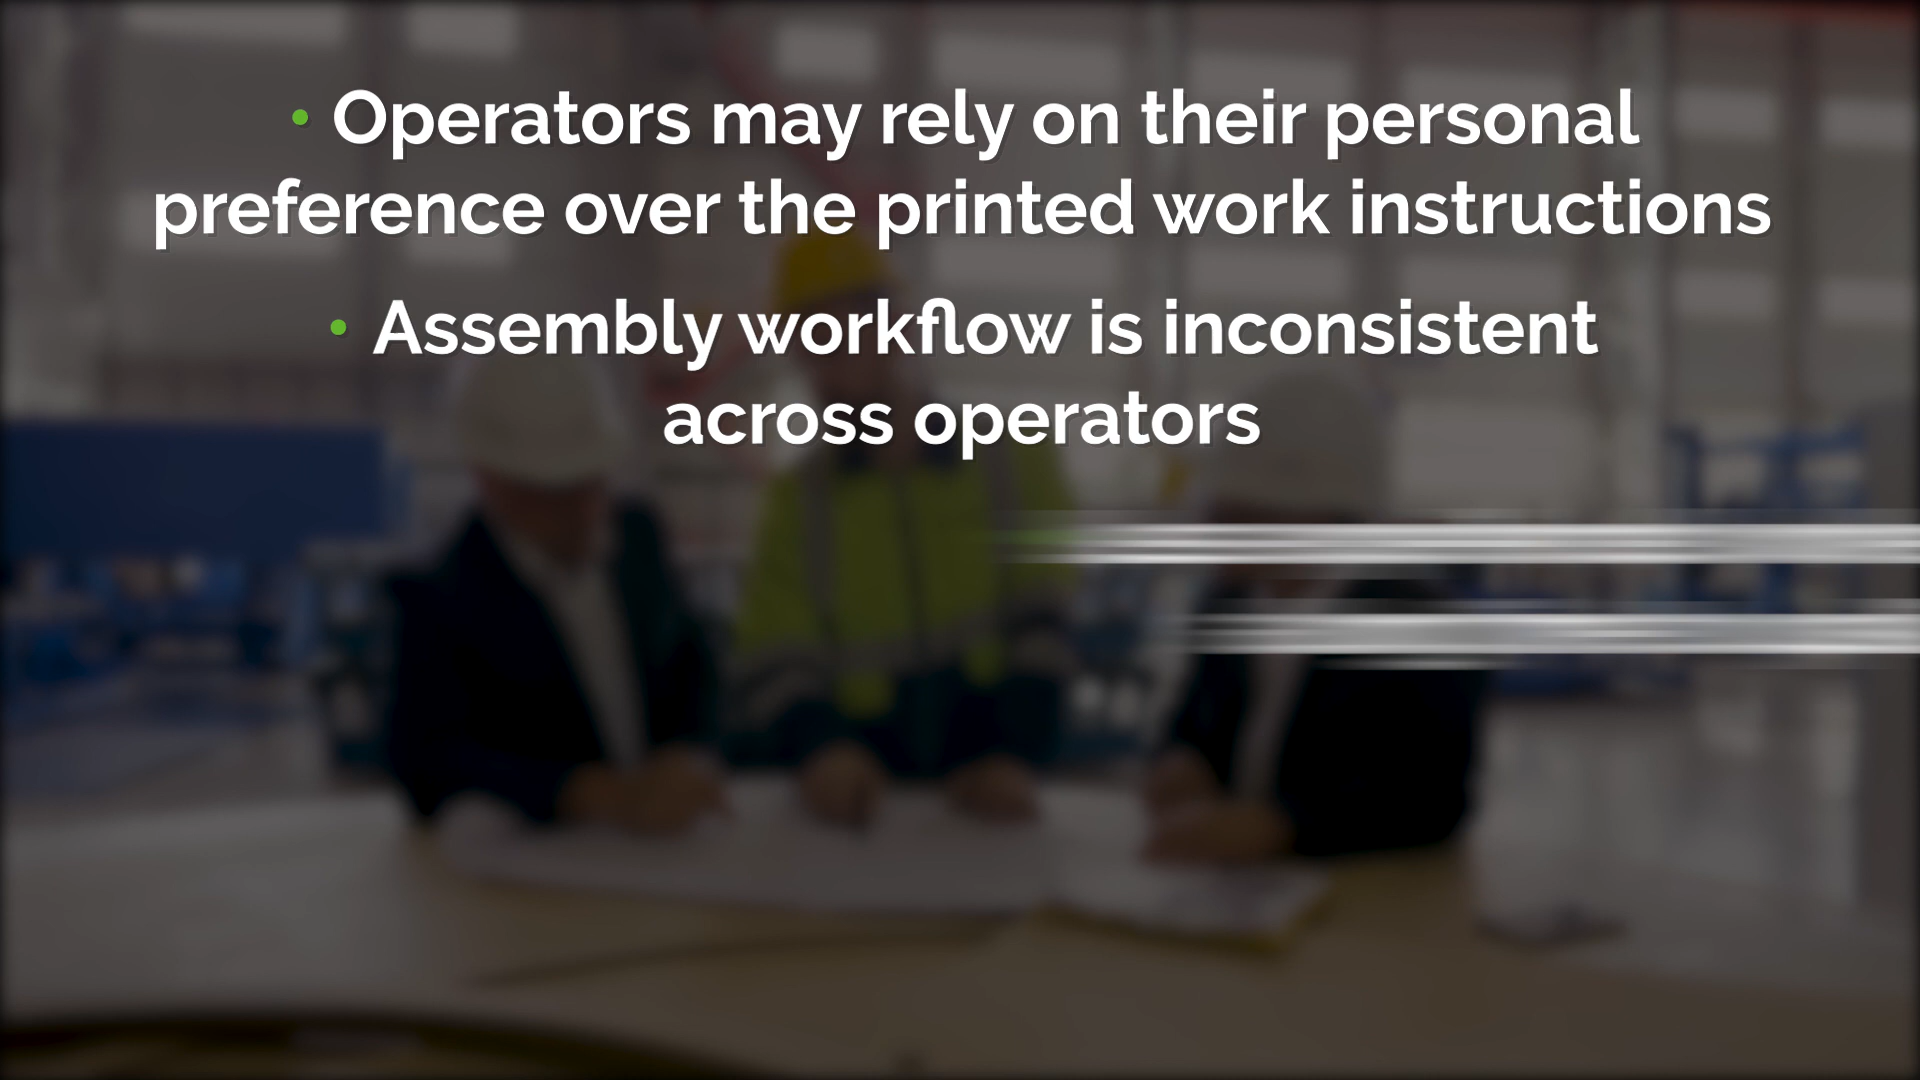 • Operators may rely on their personal
preference over the printed work instructions
• Assembly workflow is inconsistent
across operators